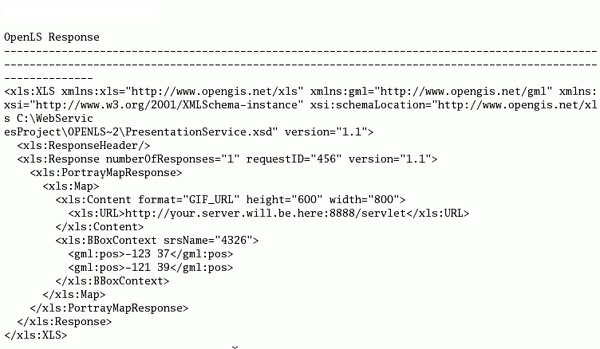 OpenLS Response
--------------------------------------------------------------------------------------------
--------------------------------------------------------------------------------------------
--------------
<xls:XLS xmlns:xls="http://www.opengis.net/xls" xmlns:gml="http://www.opengis.net/gml" xmlns:
xsi="http://www.w3.org/2001/XMLSchema-instance" xsi:schemaLocation="http://www.opengis.net/xl
s C:\WebServic
esProject\OPENLS~2\PresentationService.xsd" version="1.1">
  <xls:ResponseHeader/>
  <xls:Response numberOfResponses="1" requestID="456" version="1.1">
    <xls:PortrayMapResponse>
      <xls:Map>
        <xls:Content format="GIF_URL" height="600" width="800">
          <xls:URL>http://your.server.will.be.here:8888/servlet</xls:URL>
        </xls:Content>
        <xls:BBoxContext srsName="4326">
          <gml:pos>-123 37</gml:pos>
          <gml:pos>-121 39</gml:pos>
        </xls:BBoxContext>
      </xls:Map>
    </xls:PortrayMapResponse>
  </xls:Response>
</xls:XLS>